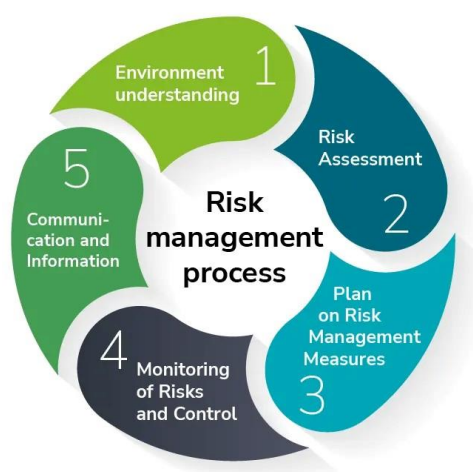 Risk
management
process
1
Environment
understanding
Risk
Assessment
2
Plan
on Risk
Management
Measures
3
4
Monitoring
of Risks
and Control
5
Communi-
cation and
Information